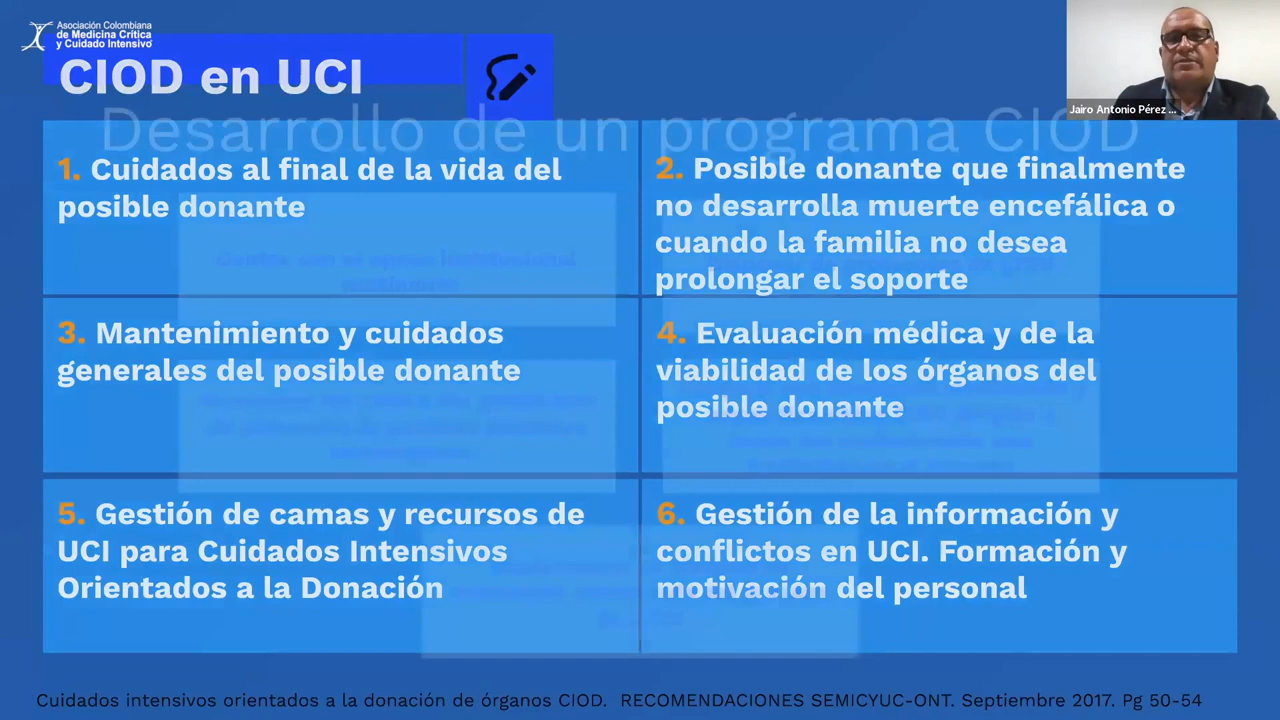 Asociación Colombiana
de Medicina Crítica
y Cuidado Intensivo
CIOD en UCI
Desarrollo de un programa CIOD
Jairo Antonio Pérez ...
1. Cuidados al final de la vida del
posible donante
2. Posible donante que finalmente
no desarrolla muerte encefálica o
cuando la familia no desea
prolongar el soporte
3. Mantenimiento y cuidados
generales del posible donante
4. Evaluación médica y de la
viabilidad de los órganos del
posible donante
5. Gestión de camas y recursos de
UCI para Cuidados Intensivos
Orientados a la Donación
6. Gestión de la información y
conflictos en UCI. Formación y
motivación del personal
Cuidados intensivos orientados a la donación de órganos CIOD. RECOMENDACIONES SEMICYUC-ONT. Septiembre 2017. Pg 50-54